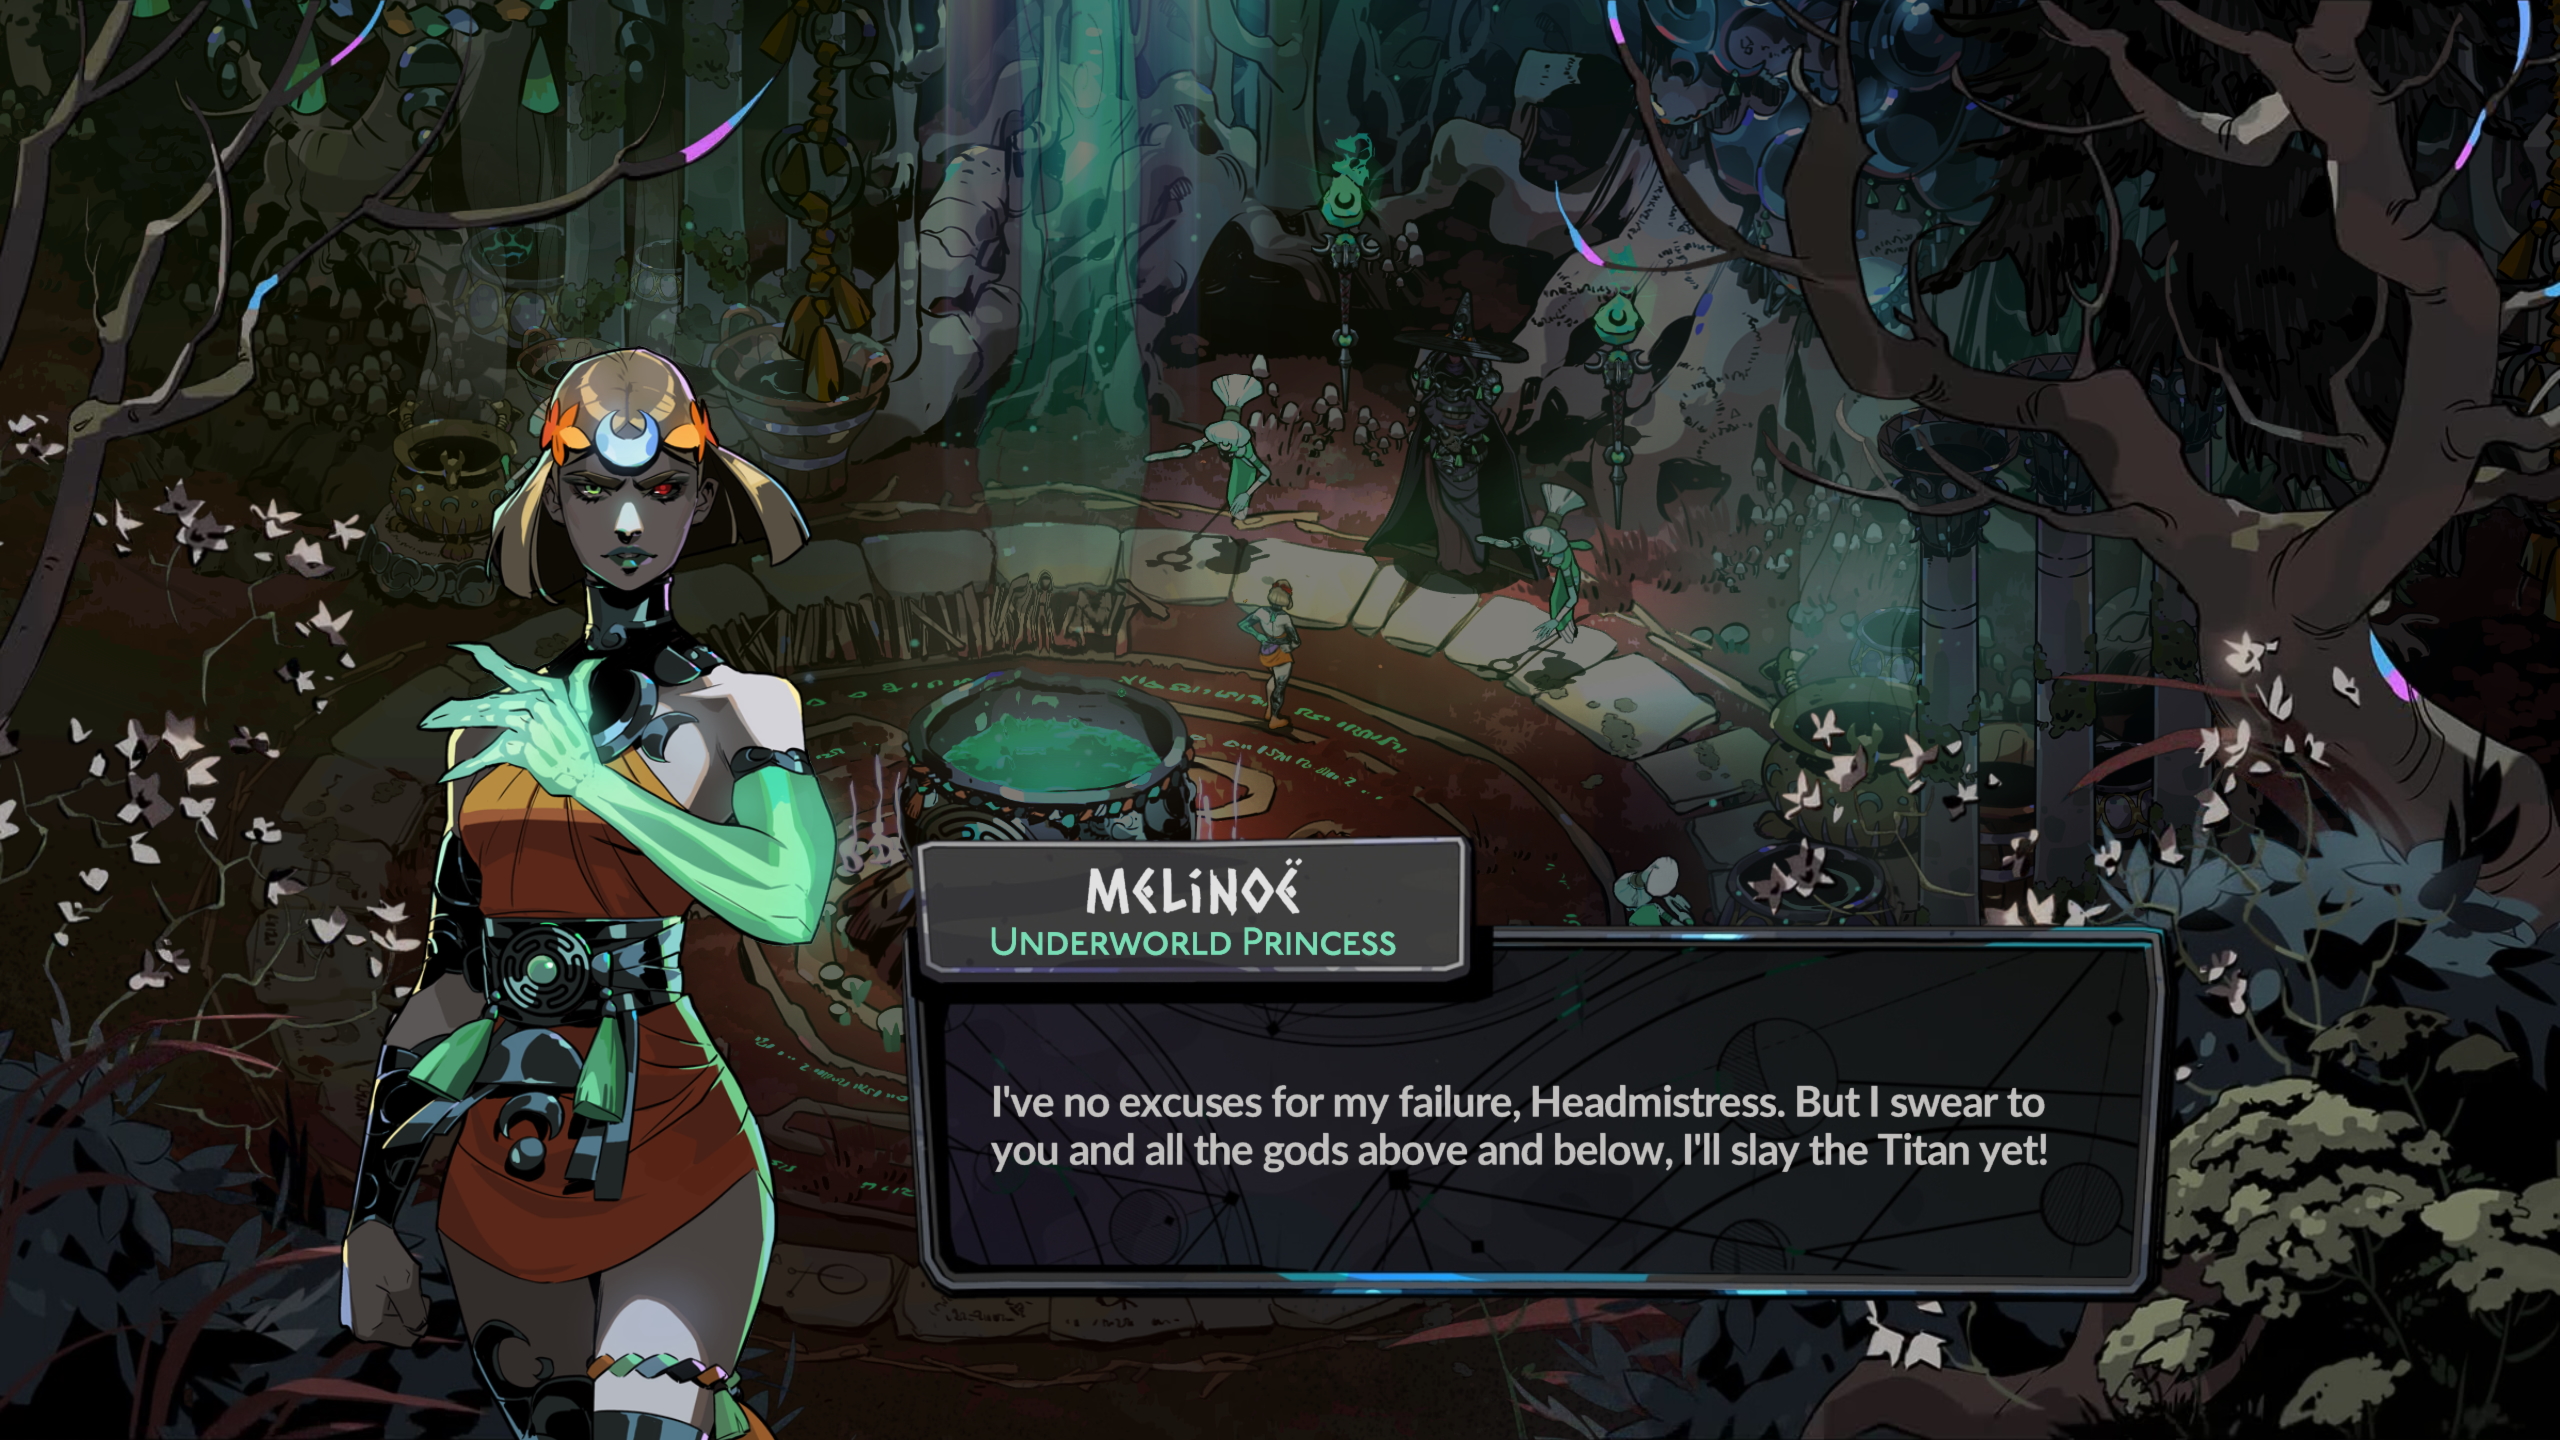 MELINOË
UNDERWORLD PRINCESS
I've no excuses for my failure, Headmistress. But I swear to
you and all the gods above and below, I'll slay the Titan yet!